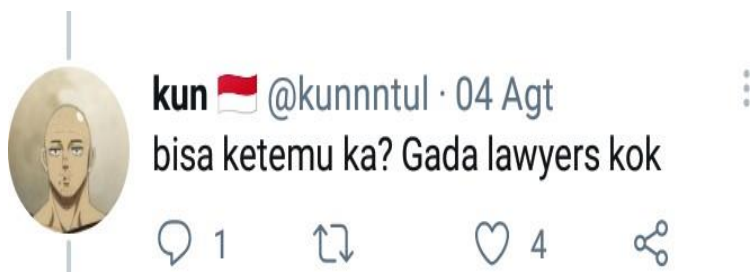 kun 🇮🇩 @kunnntul · 04 Agt
bisa ketemu ka? Gada lawyers kok
1 4